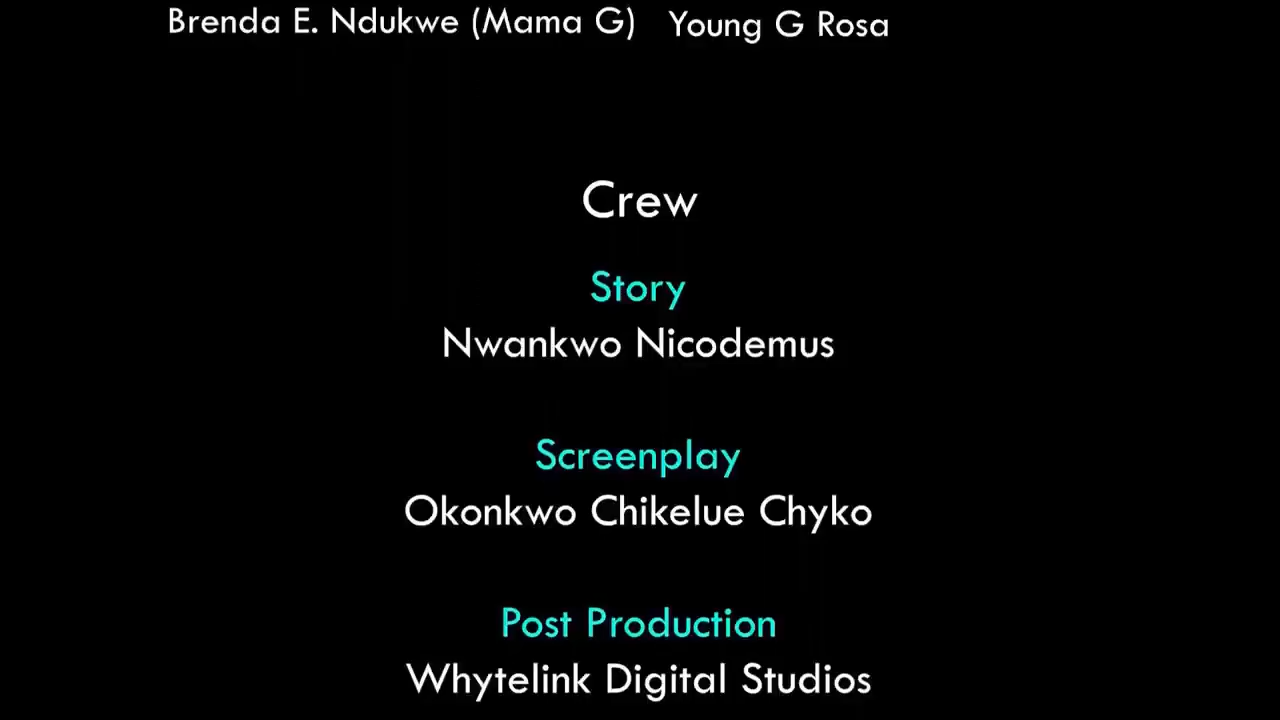 Brenda E. Ndukwe (Mama G) Young G Rosa
Crew
Story
Nwankwo Nicodemus
Screenplay
Okonkwo Chikelue Chyko
Post Production
Whytelink Digital Studios